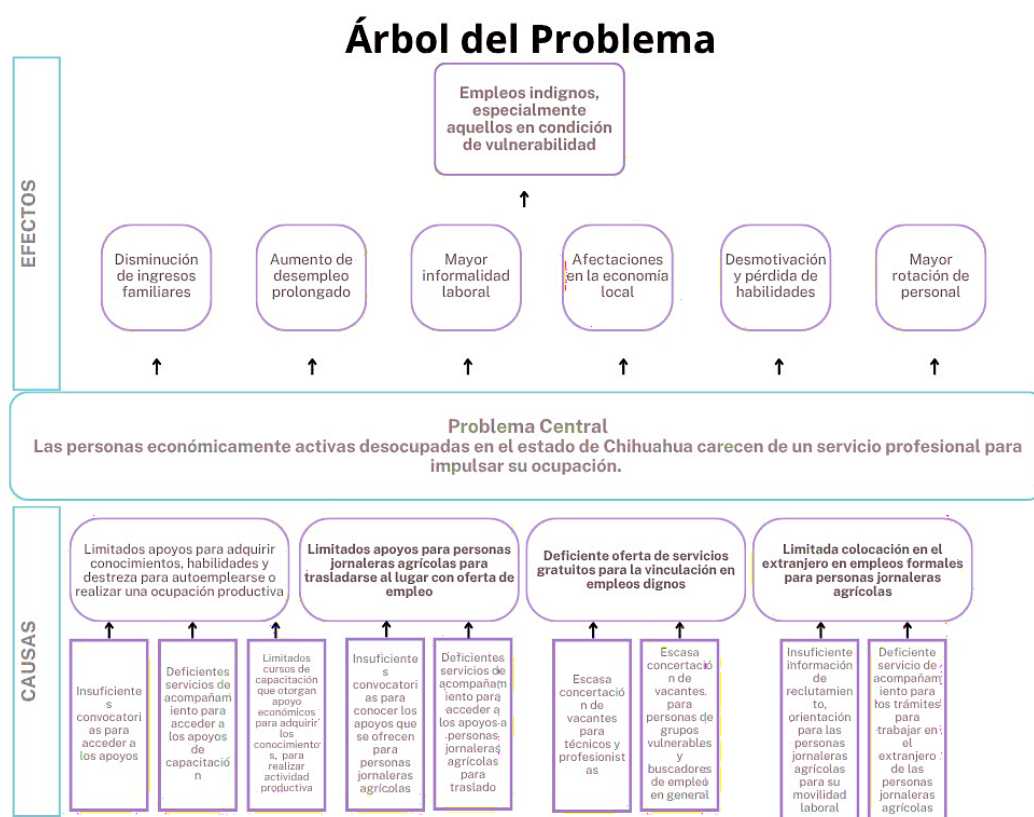 Árbol del Problema
EFECTOS
Empleos indignos,
especialmente
aquellos en condición
de vulnerabilidad
Disminución
de ingresos
familiares
Aumento de
desempleo
prolongado
Mayor
informalidad
laboral
Afectaciones
en la economía
local
Desmotivación
y pérdida de
habilidades
Mayor
rotación de
personal
Problema Central
Las personas económicamente activas desocupadas en el estado de Chihuahua carecen de un servicio profesional para
impulsar su ocupación.
CAUSAS
Limitados apoyos para adquirir
conocimientos, habilidades y
destreza para autoemplearse o
realizar una ocupación productiva
Limitados apoyos para personas
jornaleras agrícolas para
trasladarse al lugar con oferta de
empleo
Deficiente oferta de servicios
gratuitos para la vinculación en
empleos dignos
Limitada colocación en el
extranjero en empleos formales
para personas jornaleras
agrícolas
Insuficiente
s convocatori
as para
acceder a
los apoyos
Deficientes
servicios de
acompañam
iento para
acceder a
los apoyos
de
capacitació
n
Limitados
cursos de
capacitación
que otorgan
apoyo
económicos
para adquirir
los
conocimiento
s, para
realizar
actividad
productiva
Insuficiente
s
convocatori
as para
conocer los
apoyos que
se ofrecen
para
personas
jornaleras
agrícolas
Deficientes
servicios de
acompañam
iento para
acceder a
los apoyos a
personas
jornaleras
agrícolas
para
traslado
Escasa
concertació
n de
vacantes
para
técnicos y
profesionist
as
Escasa
concertació
n de
vacantes.
para
personas de
grupos
vulnerables
y
buscadores
de empleo
en general
Insuficiente
información
de
reclutamien
to,
orientación
para las
personas
jornaleras
agrícolas
para su
movilidad
laboral
Deficiente
servicio de
acompañam
iento para
los trámites
para
trabajar en
el
extranjero
de las
personas
jornaleras
agrícolas